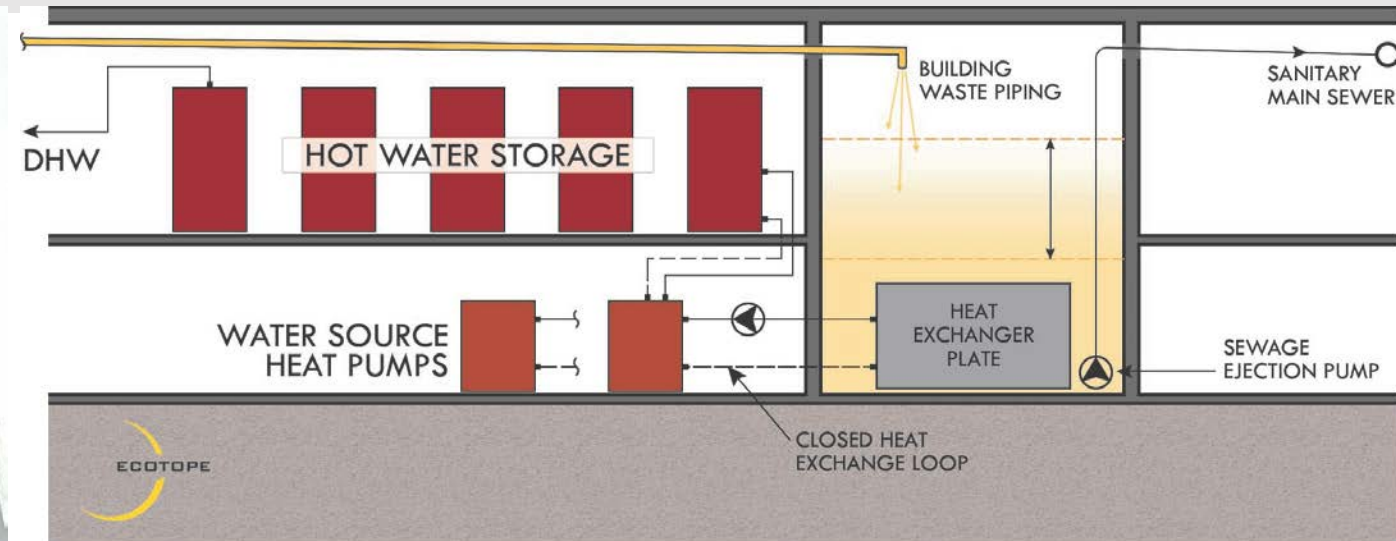 BUILDING
WASTE PIPING
SANITARY
MAIN SEWER
DHW
HOT WATER STORAGE
WATER SOURCE
HEAT PUMPS
HEAT
EXCHANGER
PLATE
SEWAGE
EJECTION PUMP
CLOSED HEAT
EXCHANGE LOOP
ECOTOPE